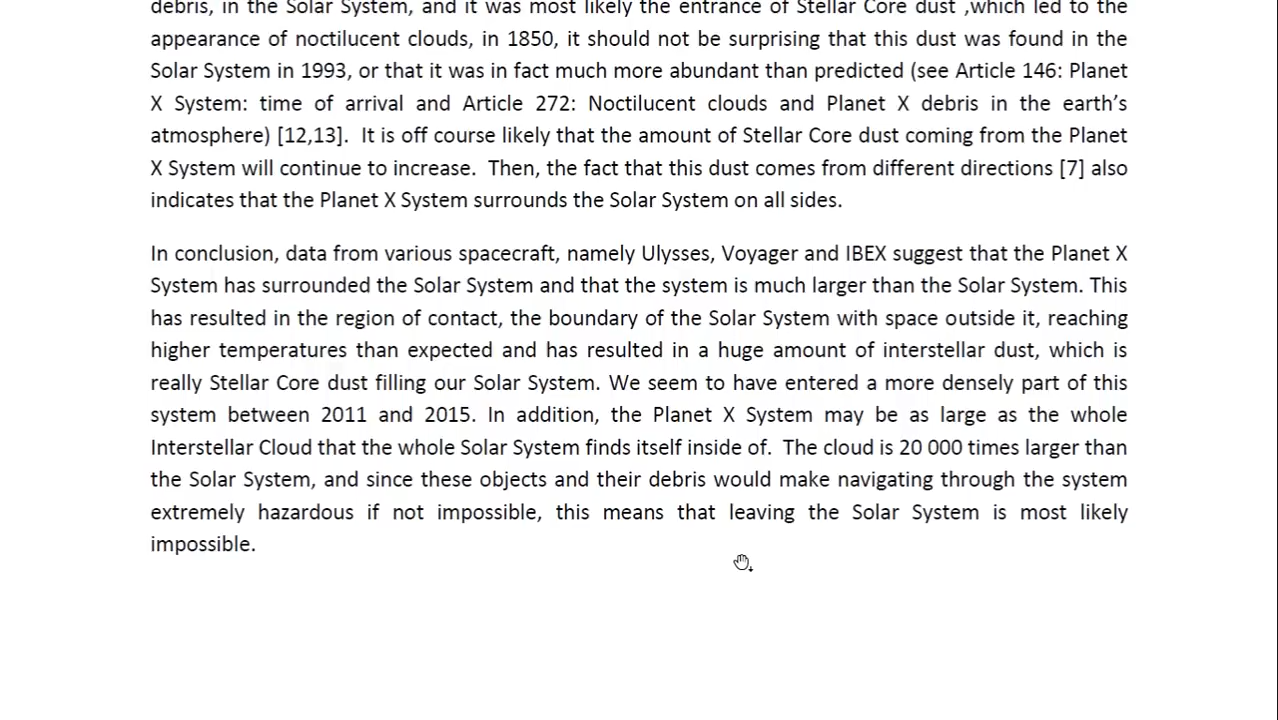 debris, in the Solar System, and it was most likely the entrance of Stellar Core dust ,which led to the
appearance of noctilucent clouds, in 1850, it should not be surprising that this dust was found in the
Solar System in 1993, or that it was in fact much more abundant than predicted (see Article 146: Planet
X System: time of arrival and Article 272: Noctilucent clouds and Planet X debris in the earth’s
atmosphere) [12,13].  It is off course likely that the amount of Stellar Core dust coming from the Planet
X System will continue to increase.  Then, the fact that this dust comes from different directions [7] also
indicates that the Planet X System surrounds the Solar System on all sides.
In conclusion, data from various spacecraft, namely Ulysses, Voyager and IBEX suggest that the Planet X
System has surrounded the Solar System and that the system is much larger than the Solar System. This
has resulted in the region of contact, the boundary of the Solar System with space outside it, reaching
higher temperatures than expected and has resulted in a huge amount of interstellar dust, which is
really Stellar Core dust filling our Solar System. We seem to have entered a more densely part of this
system between 2011 and 2015. In addition, the Planet X System may be as large as the whole
Interstellar Cloud that the whole Solar System finds itself inside of.  The cloud is 20 000 times larger than
the Solar System, and since these objects and their debris would make navigating through the system
extremely hazardous if not impossible, this means that leaving the Solar System is most likely
impossible.